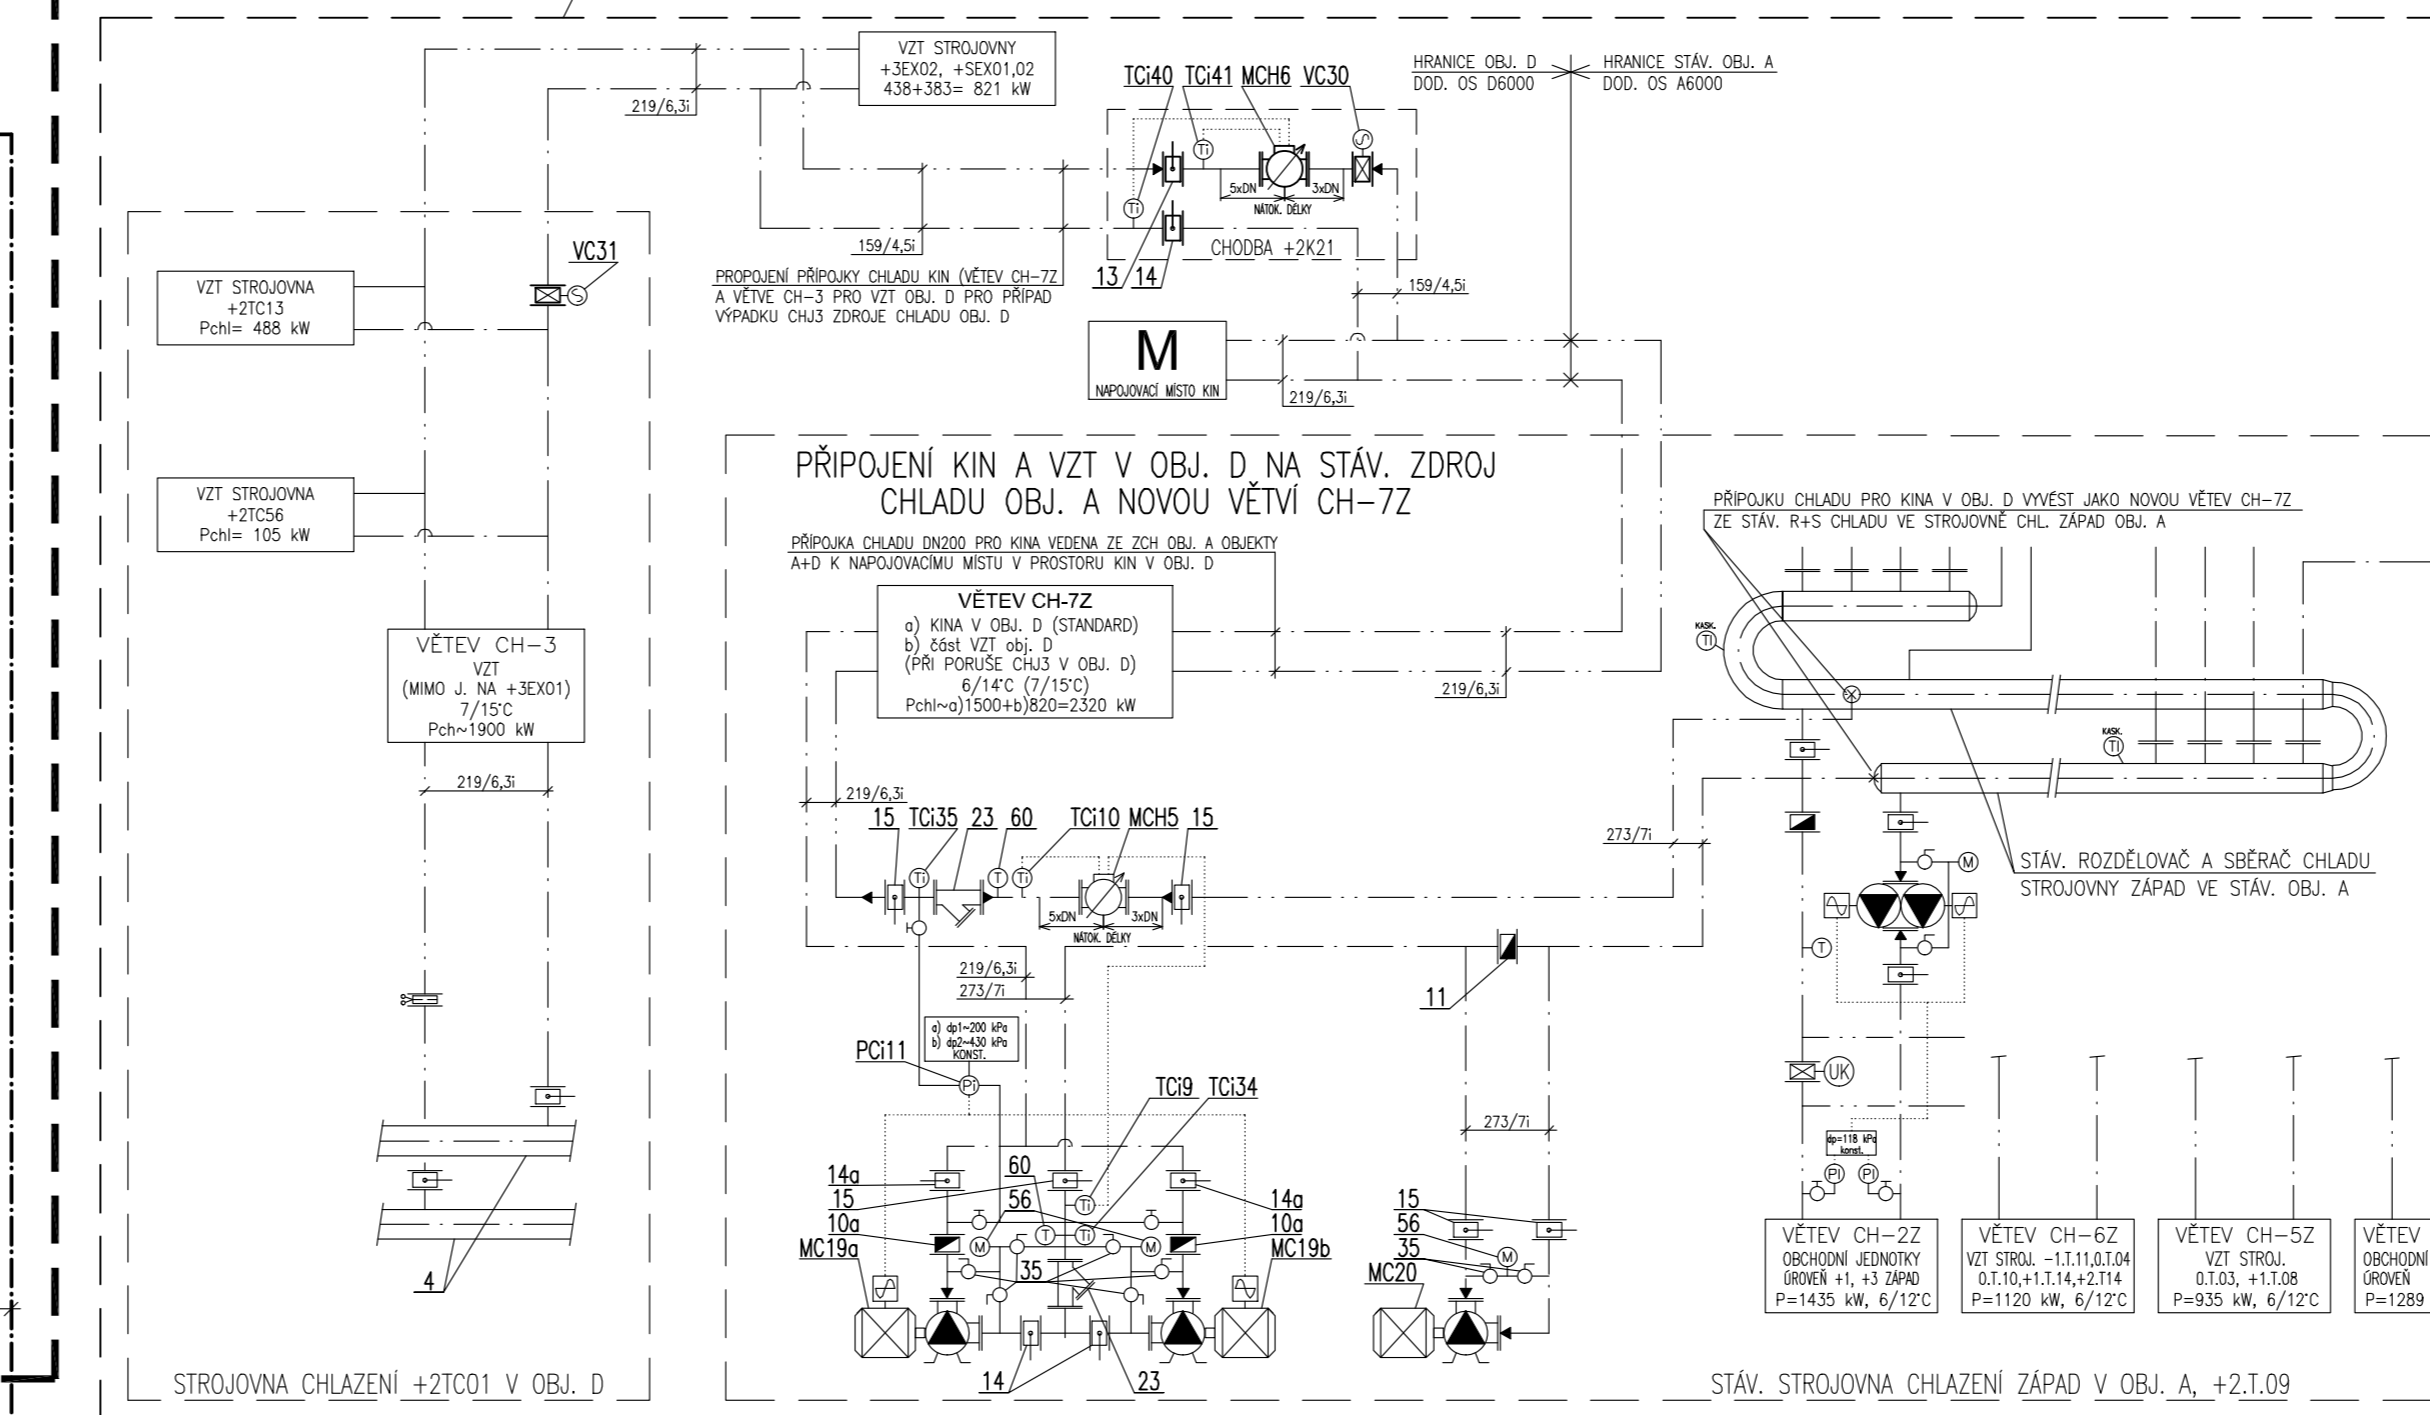 VZT STROJOVNY
+3EX02, +SEX01,02
438+383= 821 kW
219/6,3i
TCi40 TCi41 MCH6 VC30
HRANICE OBJ. D
DOD. OS D6000
HRANICE STÁV. OBJ. A
DOD. OS A6000
Ti
S
5xDN
3xDN
NÁTOK. DÉLKY
Ti
159/4,5i
CHODBA +2K21
13 14
VC31
S
VZT STROJOVNA
+2TC13
Pchl= 488 kW
PROPOJENÍ PŘÍPOJKY CHLADU KIN (VĚTEV CH-7Z
A VĚTVE CH-3 PRO VZT OBJ. D PRO PŘÍPAD
VÝPADKU CHJ3 ZDROJE CHLADU OBJ. D
159/4,5i
M
NAPOJOVACÍ MÍSTO KIN
219/6,3i
VZT STROJOVNA
+2TC56
Pchl= 105 kW
PŘIPOJENÍ KIN A VZT V OBJ. D NA STÁV. ZDROJ
CHLADU OBJ. A NOVOU VĚTVÍ CH-7Z
PŘÍPOJKU CHLADU PRO KINA V OBJ. D VYVÉST JAKO NOVOU VĚTEV CH-7Z
ZE STÁV. R+S CHLADU VE STROJOVNĚ CHL. ZÁPAD OBJ. A
PŘÍPOJKA CHLADU DN200 PRO KINA VEDENA ZE ZCH OBJ. A OBJEKTY
A+D K NAPOJOVACÍMU MÍSTU V PROSTORU KIN V OBJ. D
VĚTEV CH-7Z
a) KINA V OBJ. D (STANDARD)
b) část VZT obj. D
(PŘI PORUŠE CHJ3 V OBJ. D)
6/14°C (7/15°C)
Pchl~a)1500+b)820=2320 kW
219/6,3i
VĚTEV CH-3
VZT
(MIMO J. NA +3EX01)
7/15°C
Pch~1900 kW
219/6,3i
KASK.
TI
KASK.
TI
219/6,3i
15 TCi35 23 60 TCi10 MCH5 15
273/7i
Ti
T
Ti
5xDN
3xDN
NÁTOK. DÉLKY
STÁV. ROZDĚLOVAČ A SBĚRAČ CHLADU
STROJOVNY ZÁPAD VE STÁV. OBJ. A
M
T
219/6,3i
273/7i
11
a) dp1~200 kPa
b) dp2~430 kPa
KONST.
PCi11
Pi
TCi9 TCi34
UK
273/7i
dp=118 kPa
konst.
PI
PI
14a
15
10a
MC19a
60
56
Ti
T
Ti
M
M
35
14a
10a
MC19b
15
56
35
MC20
M
4
14
23
VĚTEV CH-2Z
OBCHODNÍ JEDNOTKY
ÚROVEŇ +1, +3 ZÁPAD
P=1435 kW, 6/12°C
VĚTEV CH-6Z
VZT STROJ. -1.T.11,0.T.04
0.T.10,+1.T.14,+2.T14
P=1120 kW, 6/12°C
VĚTEV CH-5Z
VZT STROJ.
0.T.03, +1.T.08
P=935 kW, 6/12°C
VĚTEV
OBCHODNÍ
ÚROVEŇ
P=1289
STROJOVNA CHLAZENÍ +2TC01 V OBJ. D
STÁV. STROJOVNA CHLAZENÍ ZÁPAD V OBJ. A, +2.T.09